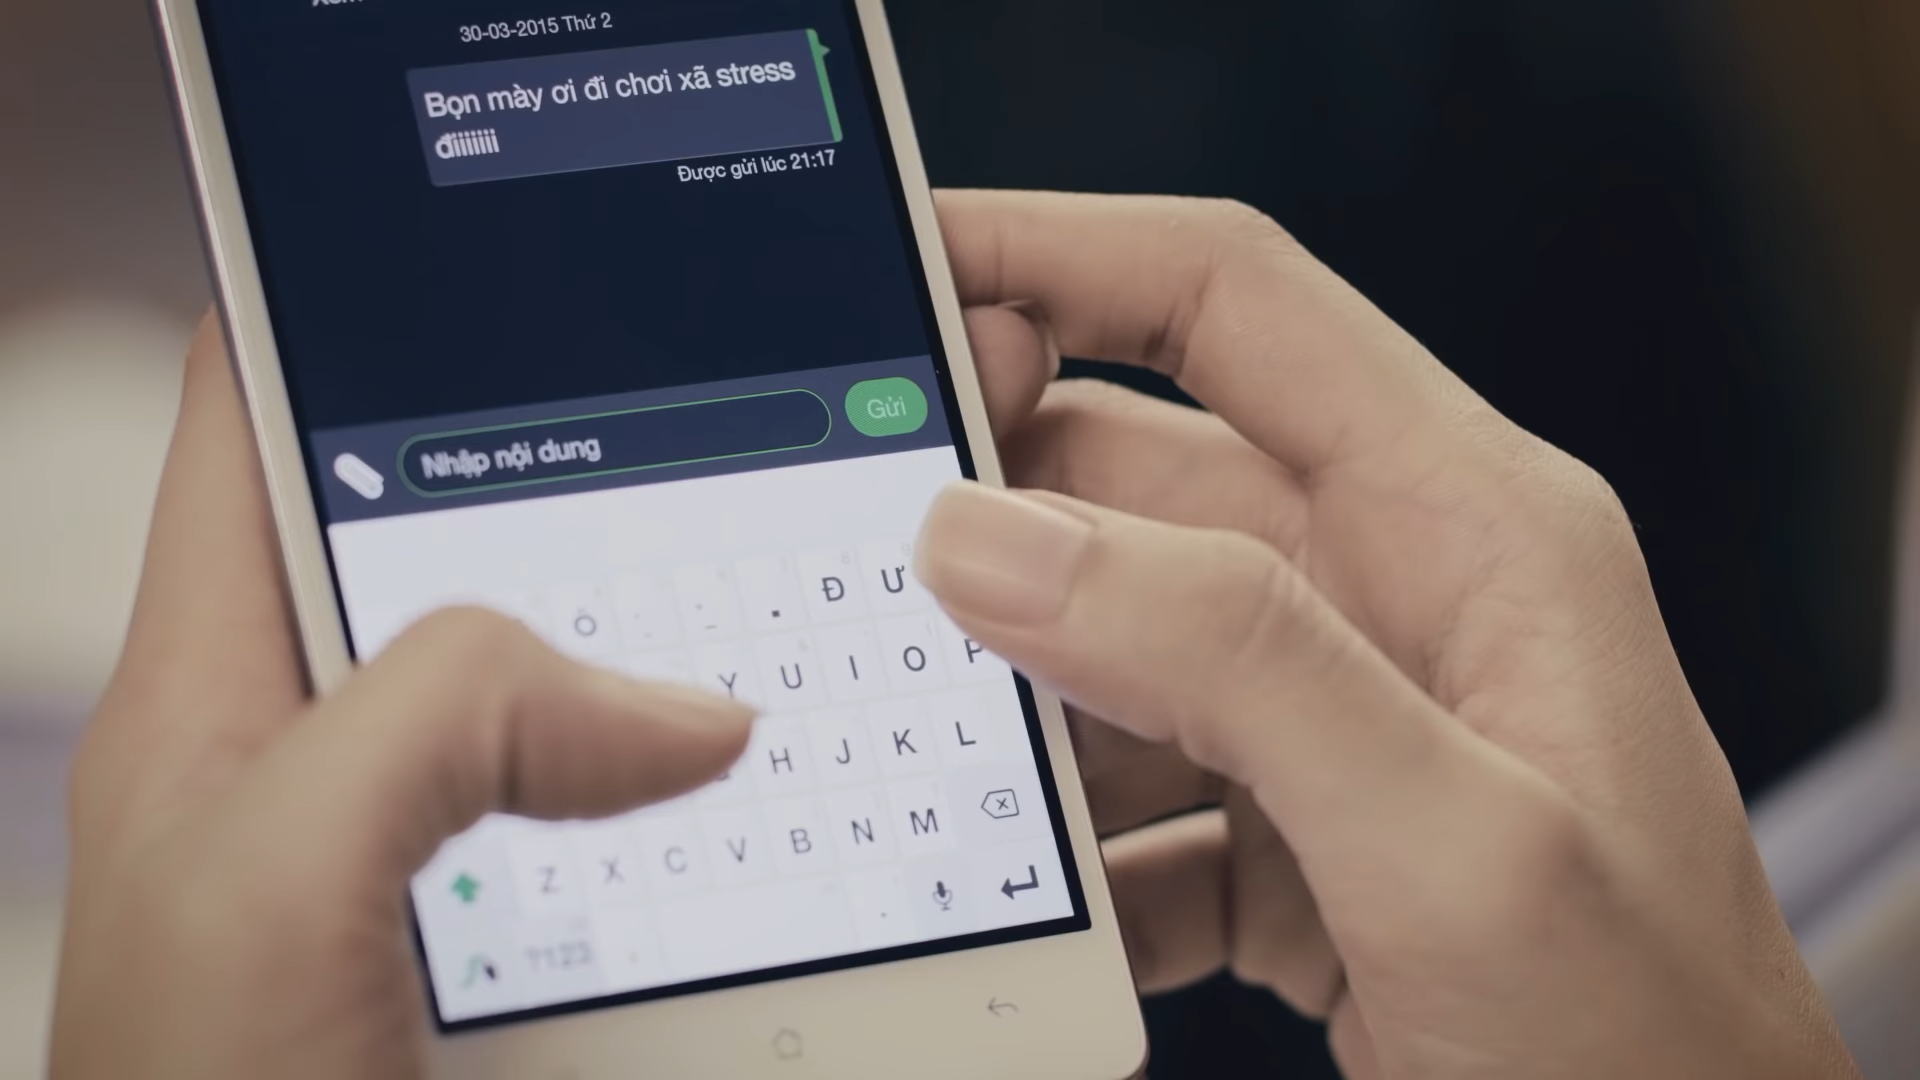 30-03-2015 Thứ 2
Bọn mày ơi đi chơi xã stress
điiiiiii
Được gửi lúc 21:17
Nhập nội dung
Gửi
Ô . Đ Ư
Y U I O P
H J K L
Z X C V B N M
?123 .